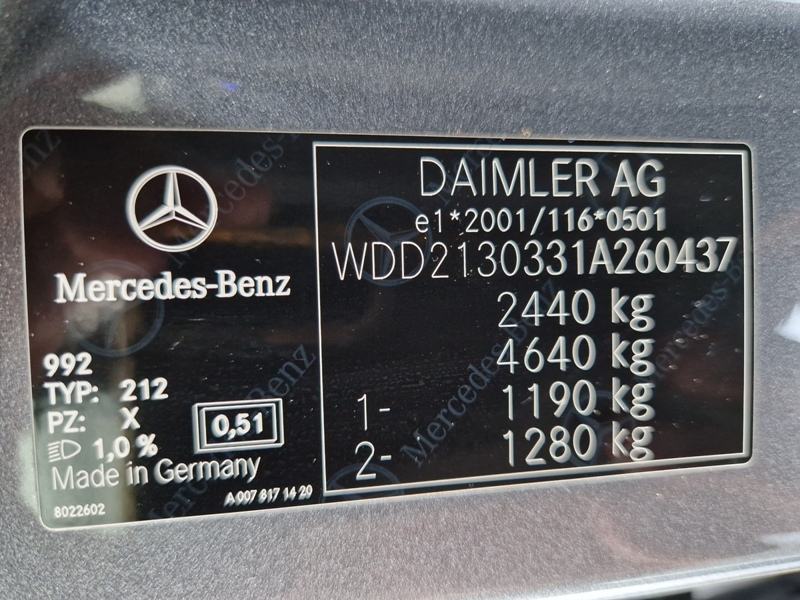 Mercedes-Benz
992
TYP: 212
PZ: X
1,0 %
0,51
Made in Germany
8022602
A 007 817 14 20
DAIMLER AG
e1*2001/116*0501
WDD2130331A260437
2440 kg
4640 kg
1- 1190 kg
2- 1280 kg